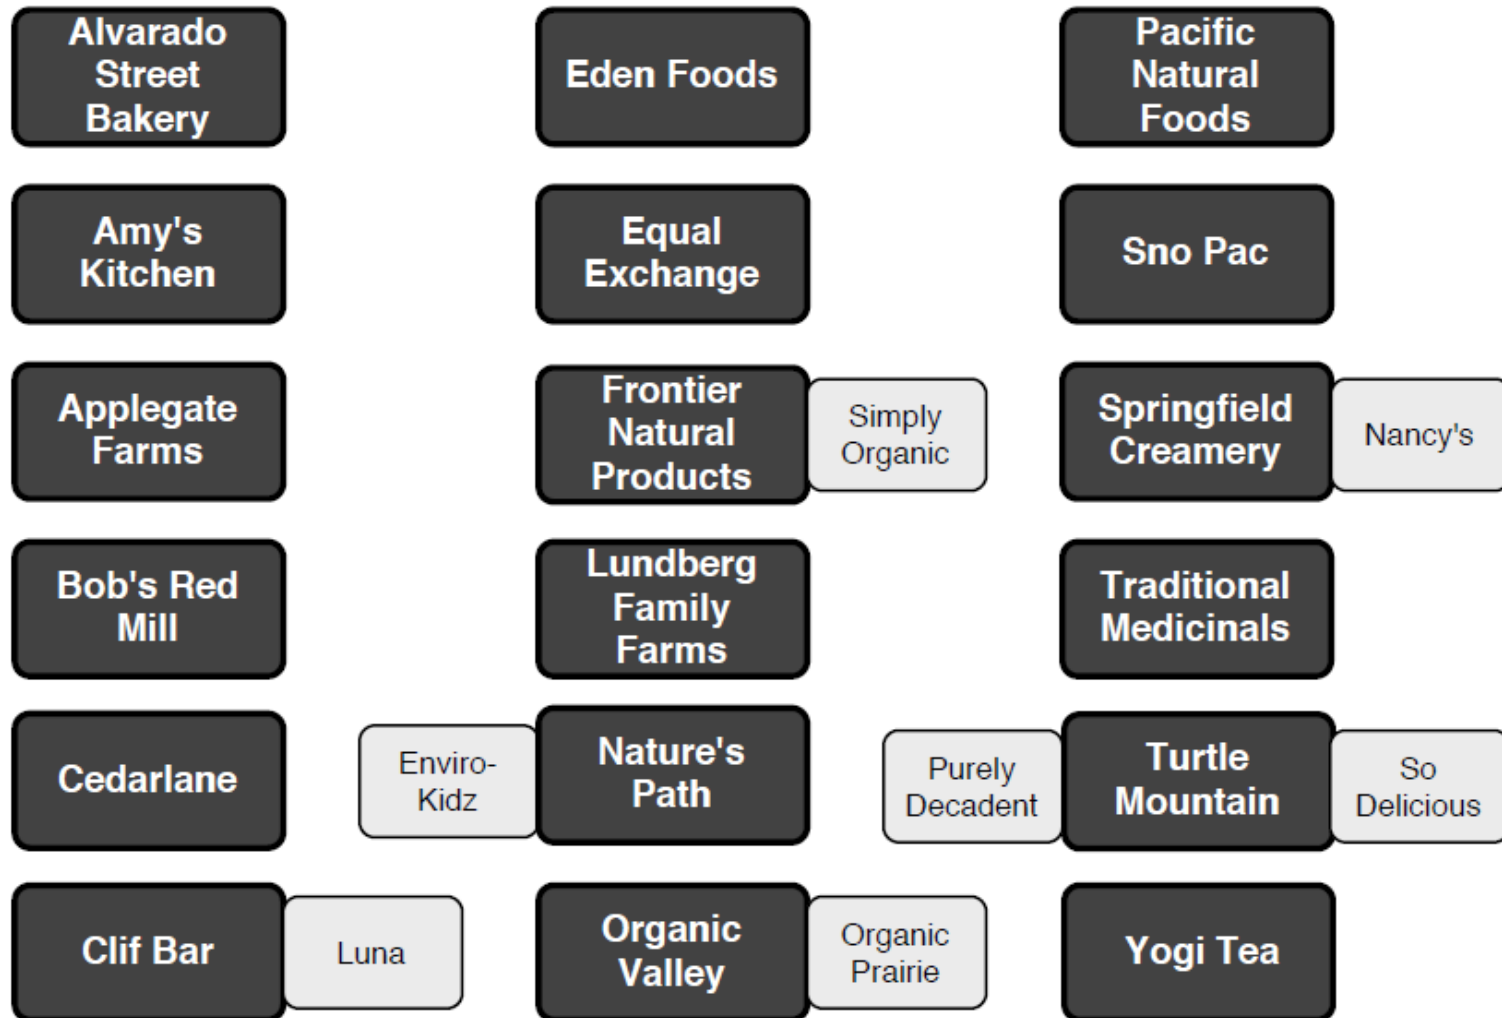 Alvarado
Street
Bakery
Eden Foods
Pacific
Natural
Foods
Amy's
Kitchen
Equal
Exchange
Sno Pac
Applegate
Farms
Frontier
Natural
Products
Simply
Organic
Springfield
Creamery
Nancy's
Bob's Red
Mill
Lundberg
Family
Farms
Traditional
Medicinals
Cedarlane
Enviro-
Kidz
Nature's
Path
Purely
Decadent
Turtle
Mountain
So
Delicious
Clif Bar
Luna
Organic
Valley
Organic
Prairie
Yogi Tea